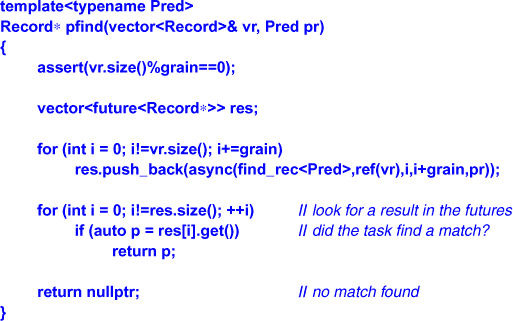 template<typename Pred>
Record* pfind(vector<Record>& vr, Pred pr)
{
assert(vr.size()%grain==0);
vector<future<Record*>> res;
for (int i = 0; i!=vr.size(); i+=grain)
res.push_back(async(find_rec<Pred>,ref(vr),i,i+grain,pr));
for (int i = 0; i!=res.size(); ++i) // look for a result in the futures
if (auto p = res[i].get()) // did the task find a match?
return p;
return nullptr; // no match found
}